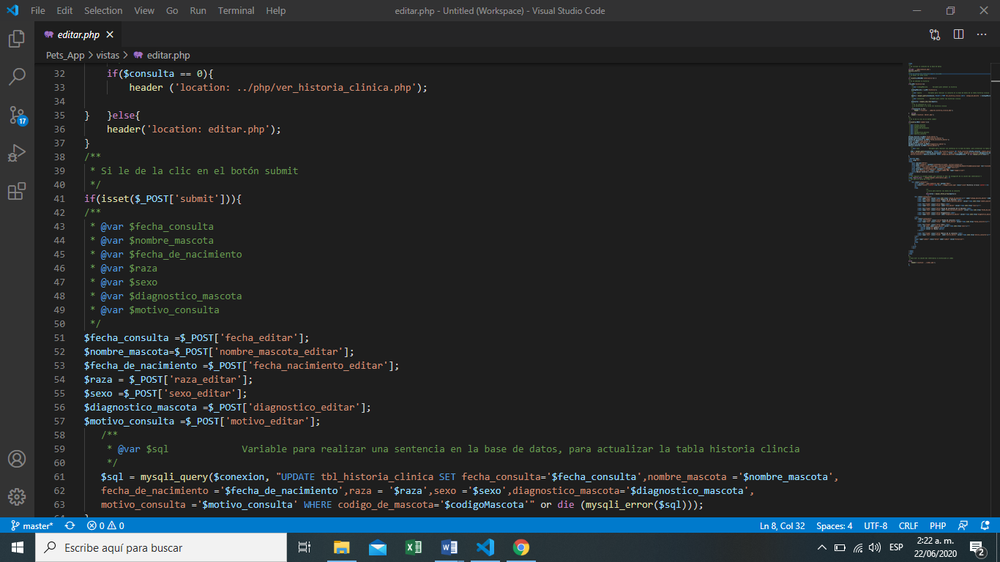 File Edit Selection View Go Run Terminal Help editar.php - Untitled (Workspace) - Visual Studio Code
editar.php
Pets_App > vistas > editar.php
32 if($consulta == 0){
33 header ('location: ../php/ver_historia_clinica.php');
34
35 } }else{
36 header('location: editar.php');
37 }
38 /**
39 * Si le de la clic en el botón submit
40 */
41 if(isset($_POST['submit'])){
42 /**
43 * @var $fecha_consulta
44 * @var $nombre_mascota
45 * @var $fecha_de_nacimiento
46 * @var $raza
47 * @var $sexo
48 * @var $diagnostico_mascota
49 * @var $motivo_consulta
50 */
51 $fecha_consulta =$_POST['fecha_editar'];
52 $nombre_mascota=$_POST['nombre_mascota_editar'];
53 $fecha_de_nacimiento =$_POST['fecha_nacimiento_editar'];
54 $raza = $_POST['raza_editar'];
55 $sexo =$_POST['sexo_editar'];
56 $diagnostico_mascota =$_POST['diagnostico_editar'];
57 $motivo_consulta =$_POST['motivo_editar'];
58 /**
59 * @var $sql Variable para realizar una sentencia en la base de datos, para actualizar la tabla historia clincia
60 */
61 $sql = mysqli_query($conexion, "UPDATE tbl_historia_clinica SET fecha_consulta='$fecha_consulta',nombre_mascota ='$nombre_mascota',
62 fecha_de_nacimiento ='$fecha_de_nacimiento',raza = '$raza',sexo ='$sexo',diagnostico_mascota='$diagnostico_mascota',
63 motivo_consulta ='$motivo_consulta' WHERE codigo_de_mascota='$codigoMascota'" or die (mysqli_error($sql)));
17
master* 0 0 Ln 8, Col 32 Spaces: 4 UTF-8 CRLF PHP
Escribe aquí para buscar
ESP
2:22 a. m.
22/06/2020
2